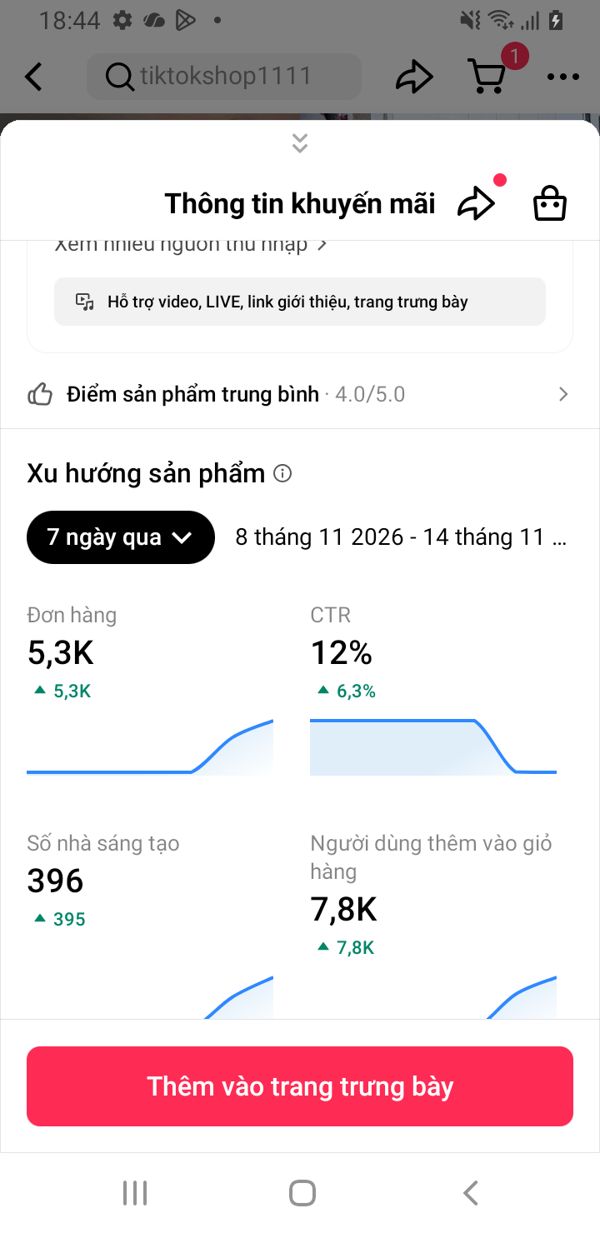 18:44
tiktokshop1111
1
Thông tin khuyến mãi
Xem nhiều nguồn thu nhập
Hỗ trợ video, LIVE, link giới thiệu, trang trưng bày
Điểm sản phẩm trung bình · 4.0/5.0
Xu hướng sản phẩm
7 ngày qua
8 tháng 11 2026 - 14 tháng 11 ...
Đơn hàng
5,3K
5,3K
CTR
12%
6,3%
Số nhà sáng tạo
396
395
Người dùng thêm vào giỏ
hàng
7,8K
7,8K
Thêm vào trang trưng bày